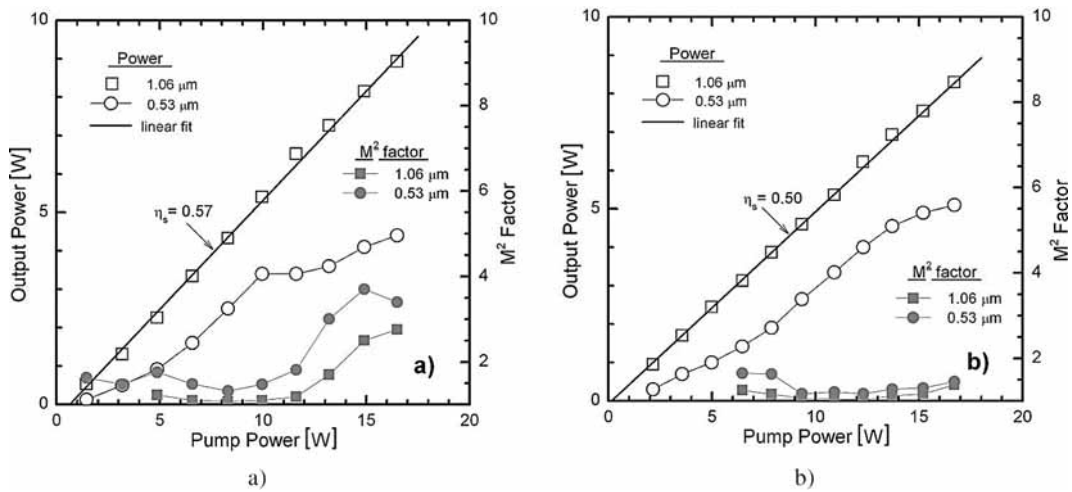 10
5
0
Output Power [W]
10
8
6
4
2
M² Factor
Power
1.06 μm
0.53 μm
linear fit
M² factor
1.06 μm
0.53 μm
ηs= 0.57
a)
0 5 10 15 20
Pump Power [W]
a)
10
5
0
Output Power [W]
10
8
6
4
2
M² Factor
Power
1.06 μm
0.53 μm
linear fit
ηs= 0.50
M² factor
1.06 μm
0.53 μm
b)
0 5 10 15 20
Pump Power [W]
b)